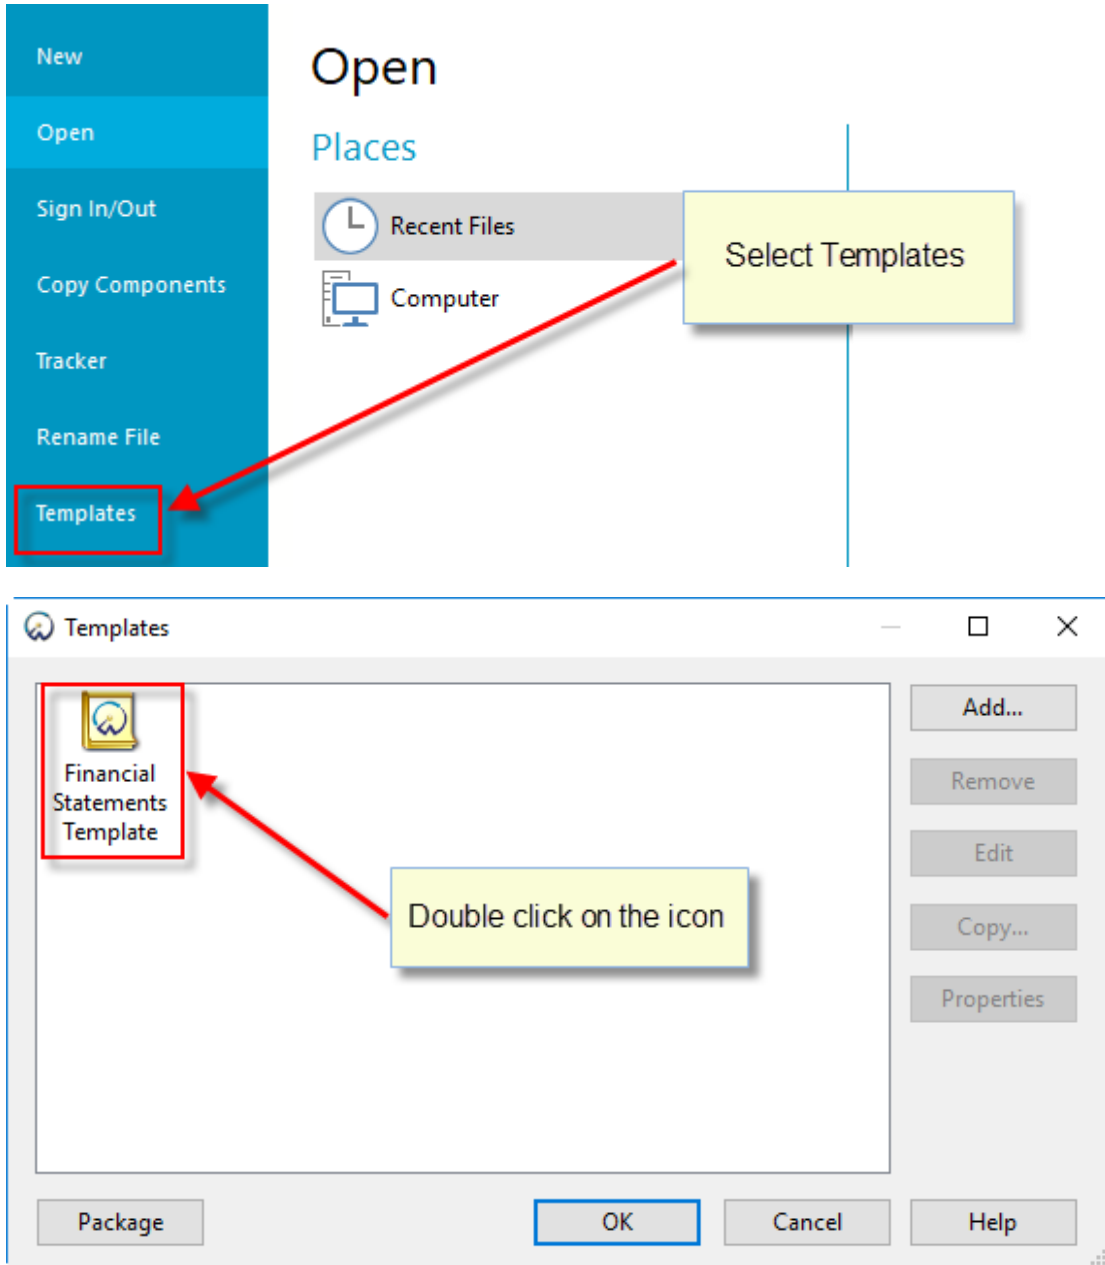 New
Open
Sign In/Out
Copy Components
Tracker
Rename File
Templates
Open
Places
Recent Files
Computer
Select Templates
Templates
Financial
Statements
Template
Double click on the icon
Add...
Remove
Edit
Copy...
Properties
Package
OK
Cancel
Help